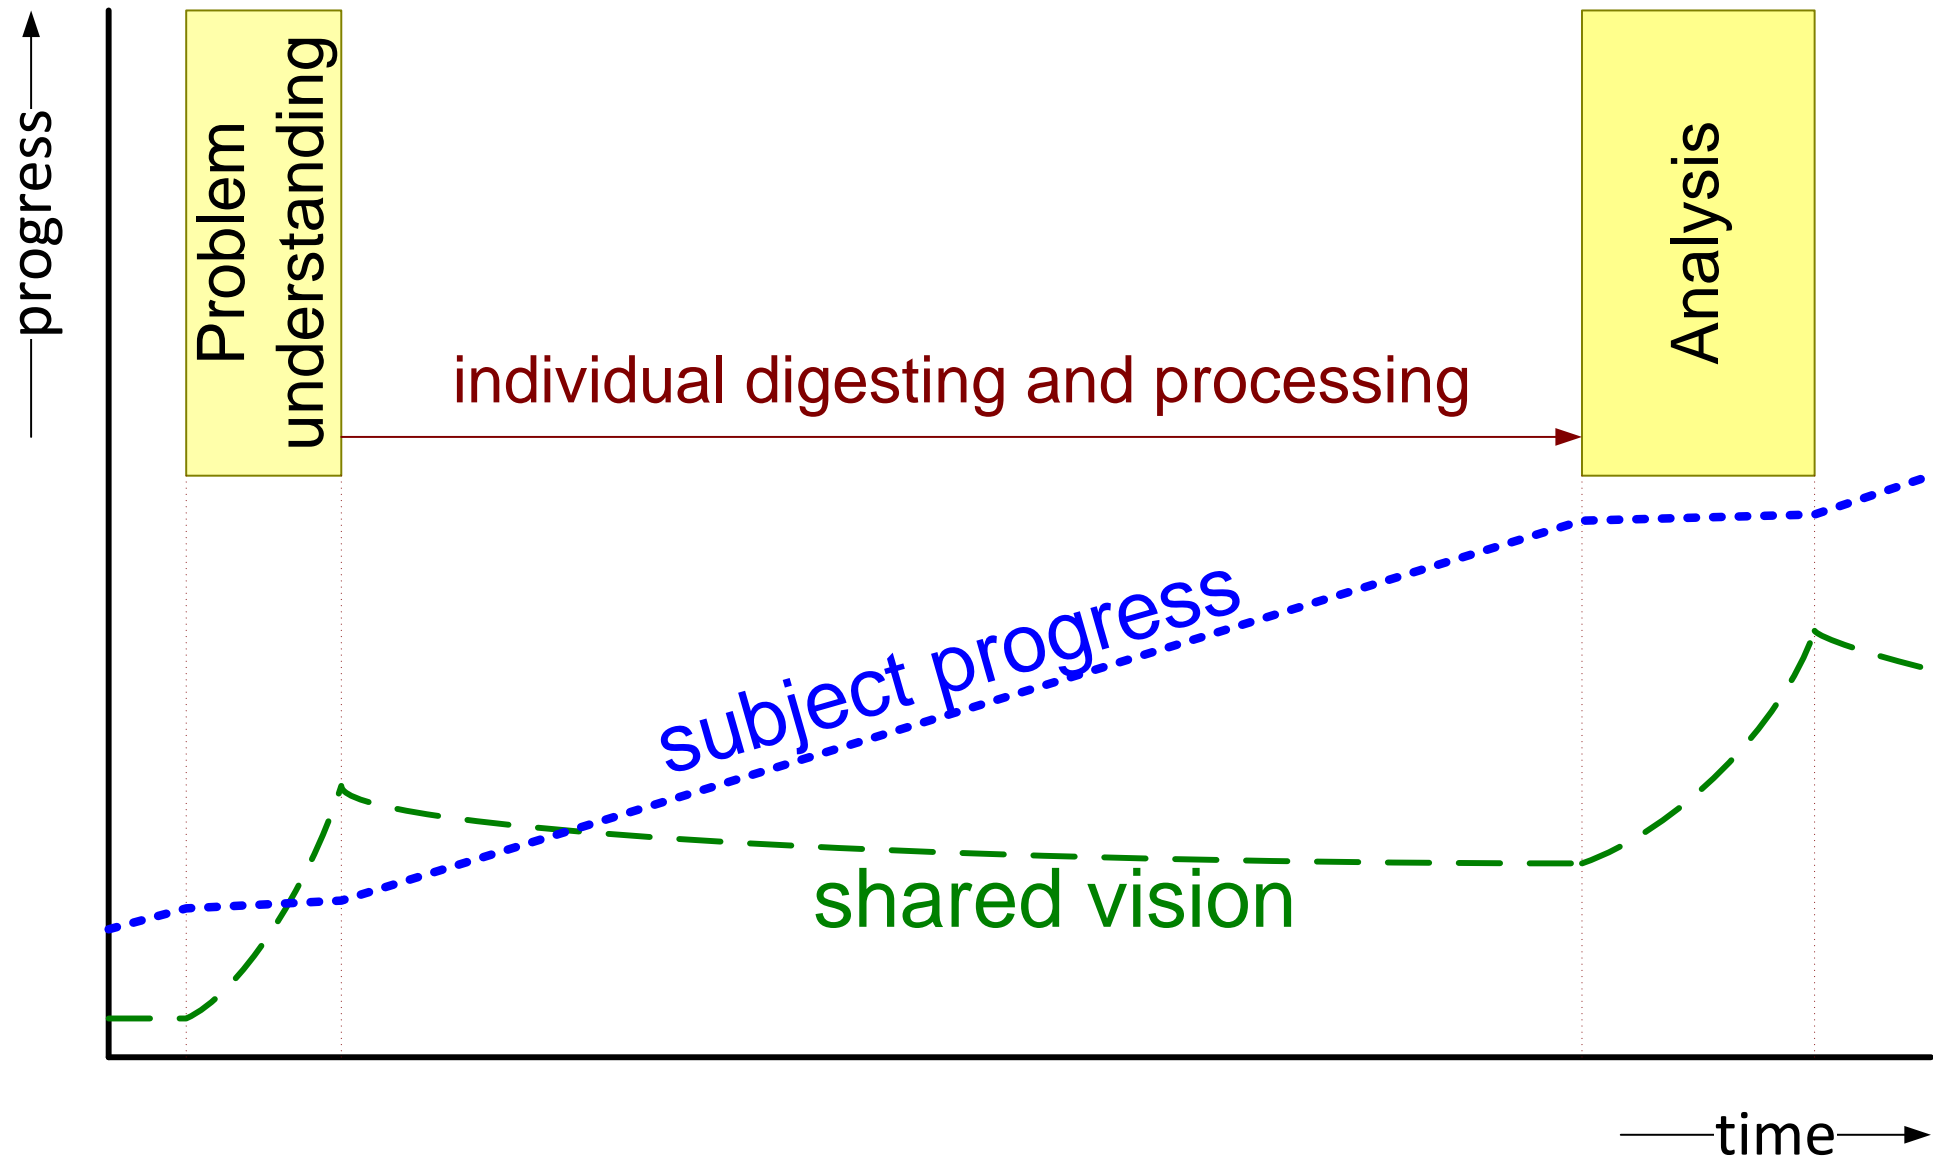 progress
Problem
understanding
Analysis
individual digesting and processing
subject progress
shared vision
time